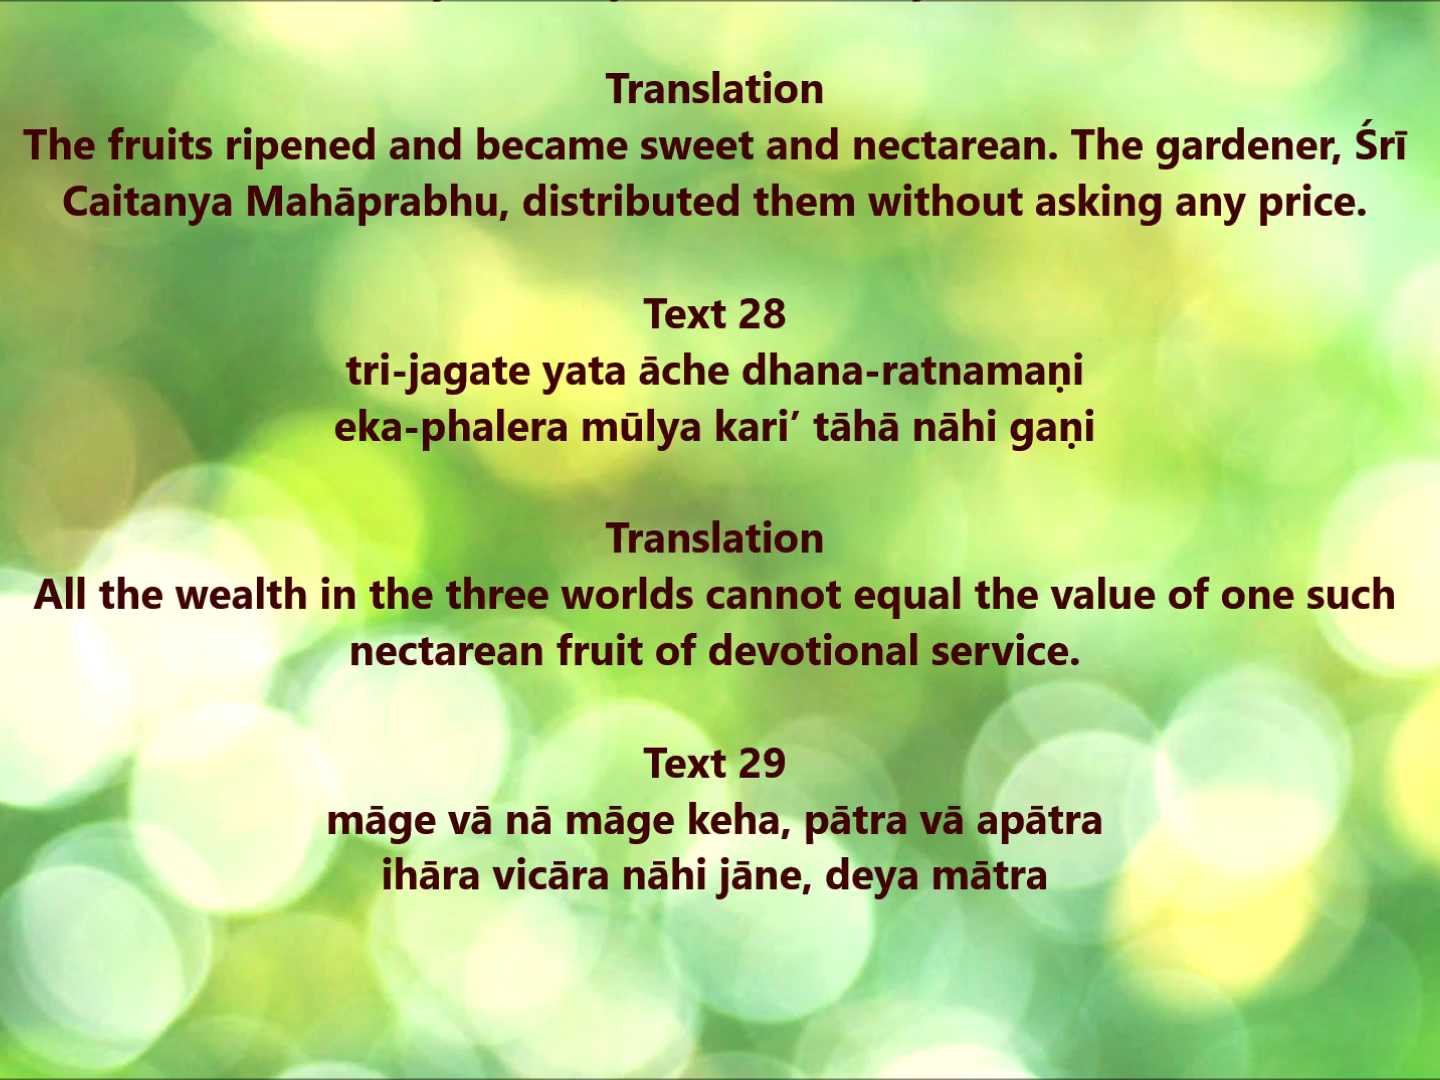 Translation
The fruits ripened and became sweet and nectarean. The gardener, Śrī
Caitanya Mahāprabhu, distributed them without asking any price.
Text 28
tri-jagate yata āche dhana-ratnamaṇi
eka-phalera mūlya kari’ tāhā nāhi gaṇi
Translation
All the wealth in the three worlds cannot equal the value of one such
nectarean fruit of devotional service.
Text 29
māge vā nā māge keha, pātra vā apātra
ihāra vicāra nāhi jāne, deya mātra